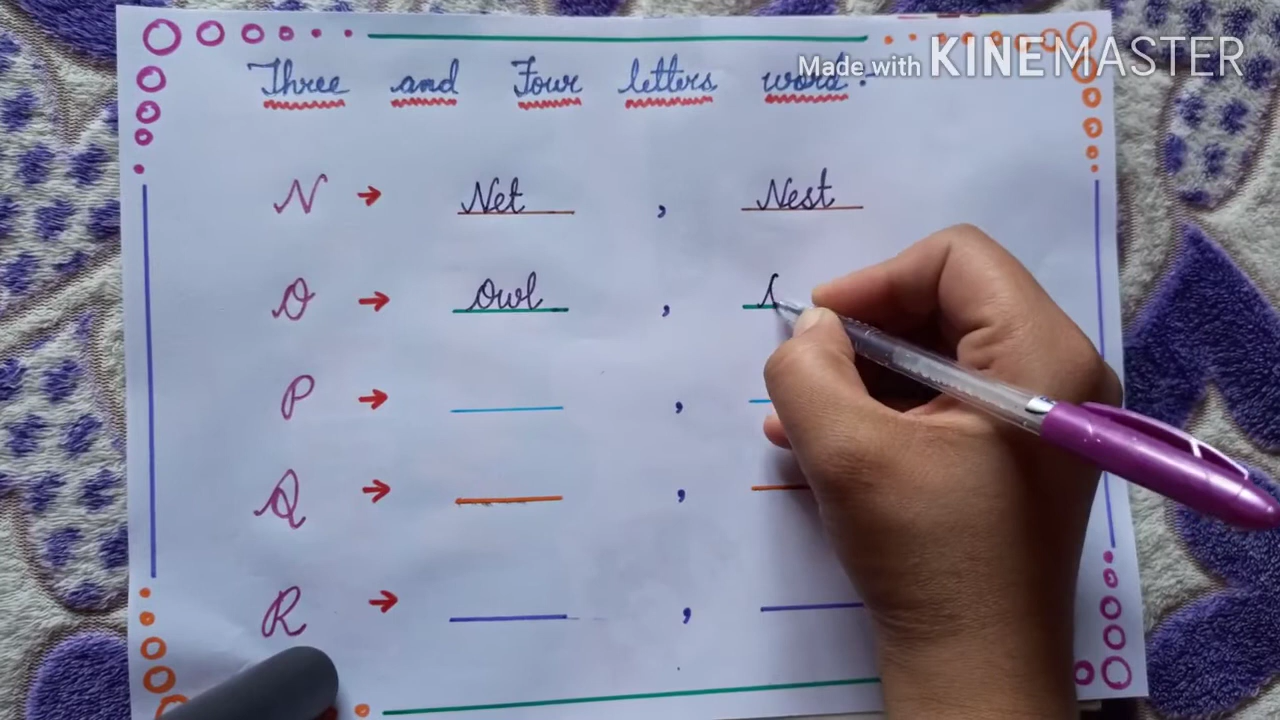 Made with KINEMASTER
Three and Four letters word :-
N → Net , Nest
O → Owl ,
P → ,
Q → ,
R → ,